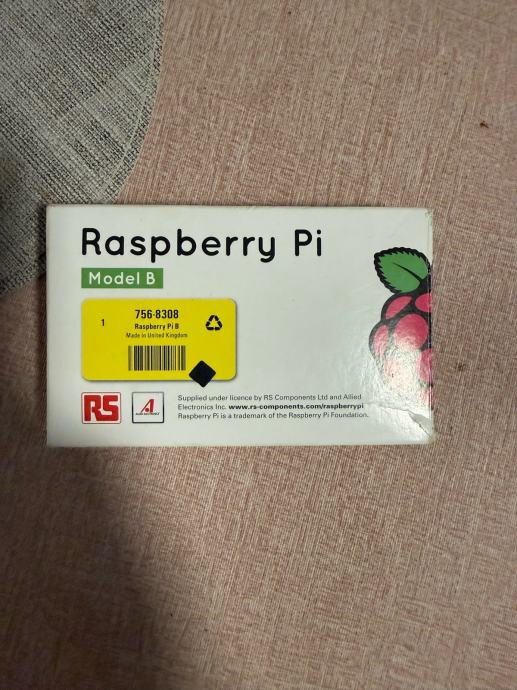 Raspberry Pi
Model B
1
756-8308
Raspberry Pi B
Made in United Kingdom
RS
A
Supplied under licence by RS Components Ltd and Allied
Electronics Inc. www.rs-components.com/raspberrypi
Raspberry Pi is a trademark of the Raspberry Pi Foundation.